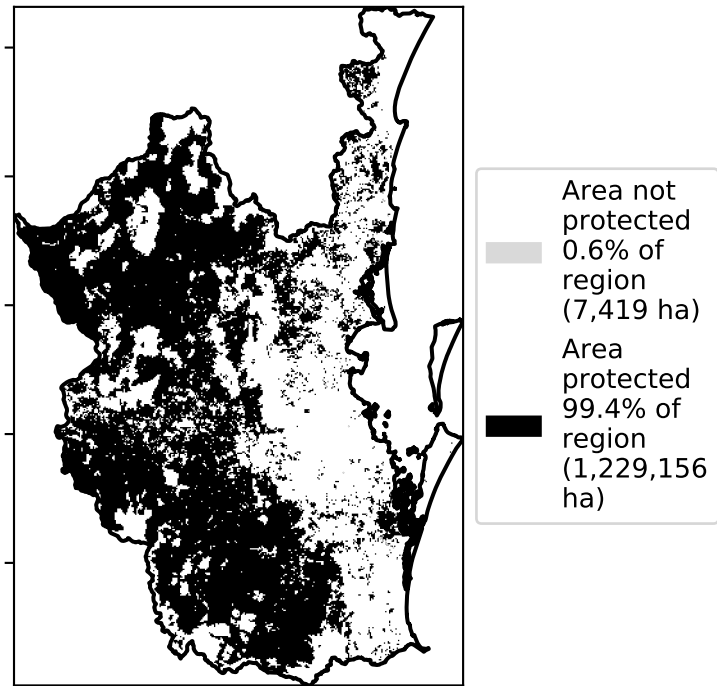 Area not
protected
0.6% of
region
(7,419 ha)
Area
protected
99.4% of
region
(1,229,156
ha)